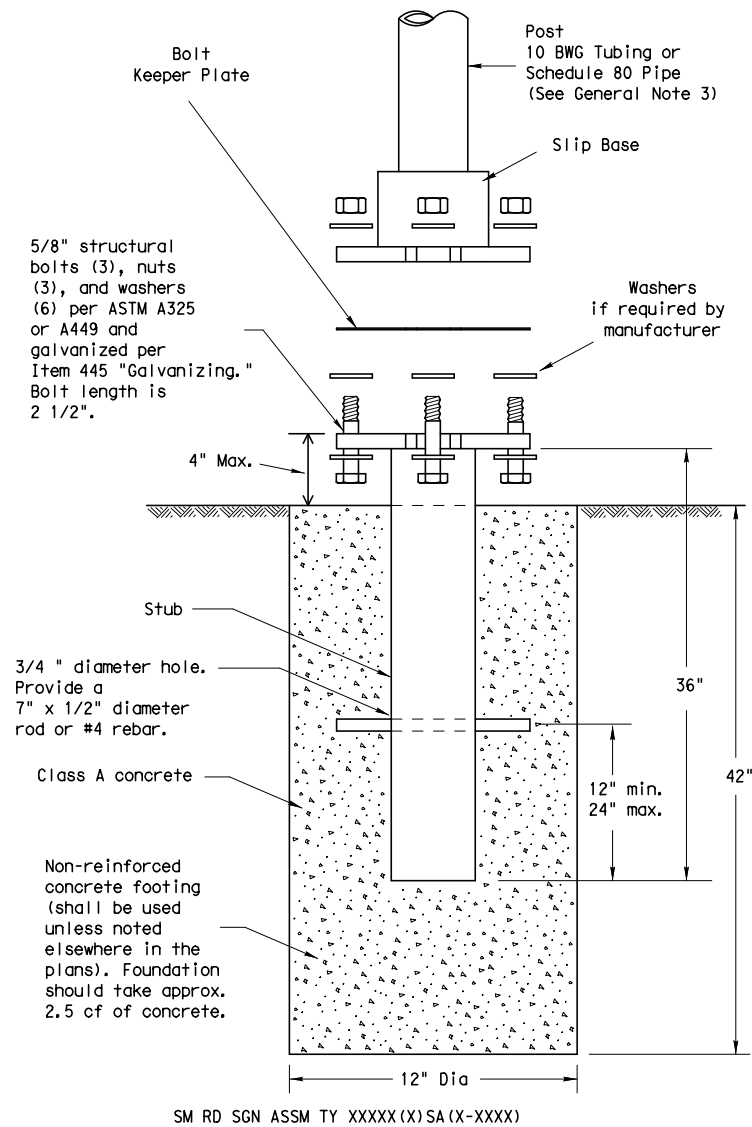 Bolt
Keeper Plate
Post
10 BWG Tubing or
Schedule 80 Pipe
(See General Note 3)
Slip Base
5/8" structural
bolts (3), nuts
(3), and washers
(6) per ASTM A325
or A449 and
galvanized per
Item 445 "Galvanizing."
Bolt length is
2 1/2".
Washers
if required by
manufacturer
4" Max.
Stub
3/4 " diameter hole.
Provide a
7" x 1/2" diameter
rod or #4 rebar.
36"
12" min.
24" max.
42"
Class A concrete
Non-reinforced
concrete footing
(shall be used
unless noted
elsewhere in the
plans). Foundation
should take approx.
2.5 cf of concrete.
12" Dia
SM RD SGN ASSM TY XXXXX(X)SA(X-XXXX)